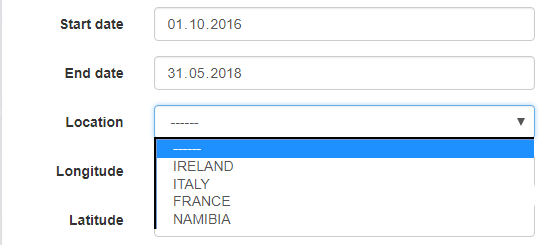 Start date 01.10.2016
End date 31.05.2018
Location ------
------
IRELAND
Longitude
ITALY
FRANCE
NAMIBIA
Latitude